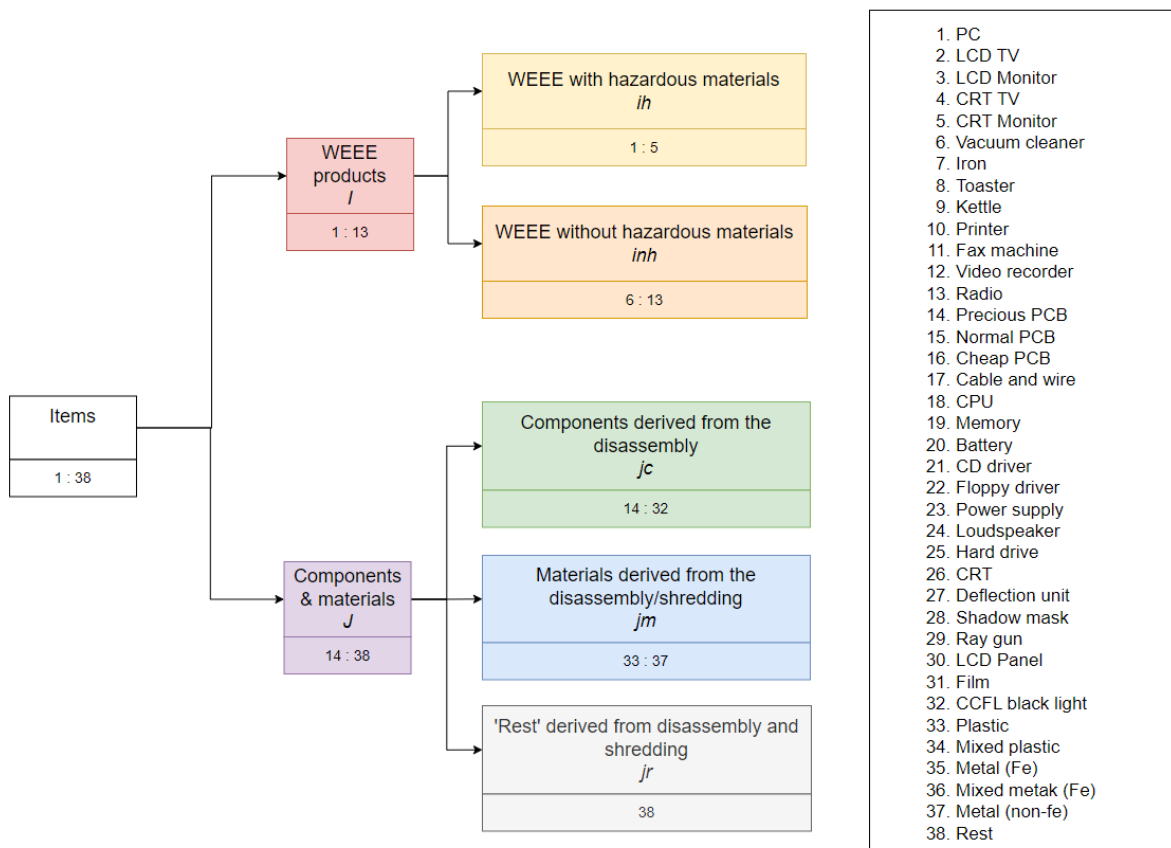 Items
1 : 38
WEEE
products
I
1 : 13
Components
& materials
J
14 : 38
WEEE with hazardous materials
ih
1 : 5
WEEE without hazardous materials
inh
6 : 13
Components derived from the
disassembly
jc
14 : 32
Materials derived from the
disassembly/shredding
jm
33 : 37
'Rest' derived from disassembly and
shredding
jr
38
1. PC
2. LCD TV
3. LCD Monitor
4. CRT TV
5. CRT Monitor
6. Vacuum cleaner
7. Iron
8. Toaster
9. Kettle
10. Printer
11. Fax machine
12. Video recorder
13. Radio
14. Precious PCB
15. Normal PCB
16. Cheap PCB
17. Cable and wire
18. CPU
19. Memory
20. Battery
21. CD driver
22. Floppy driver
23. Power supply
24. Loudspeaker
25. Hard drive
26. CRT
27. Deflection unit
28. Shadow mask
29. Ray gun
30. LCD Panel
31. Film
32. CCFL black light
33. Plastic
34. Mixed plastic
35. Metal (Fe)
36. Mixed metak (Fe)
37. Metal (non-fe)
38. Rest